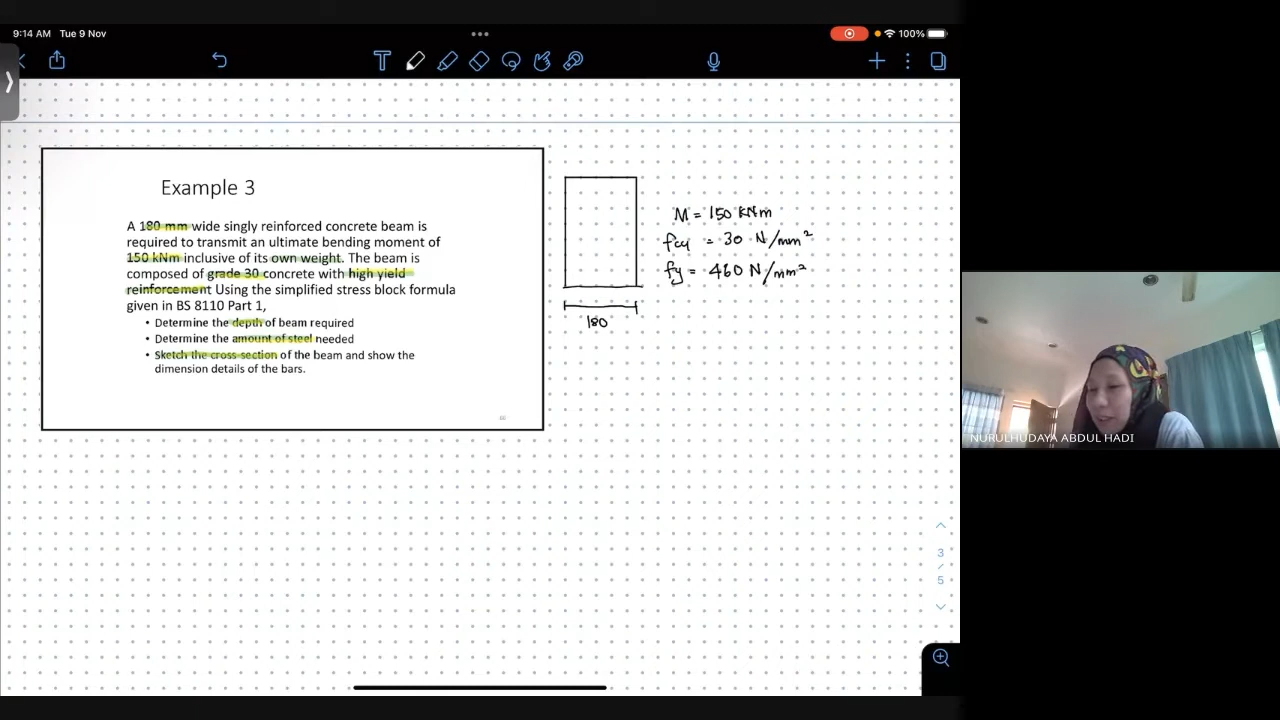 9:14 AM Tue 9 Nov
100%
Example 3
A 180 mm wide singly reinforced concrete beam is
required to transmit an ultimate bending moment of
150 kNm inclusive of its own weight. The beam is
composed of grade 30 concrete with high yield
reinforcement Using the simplified stress block formula
given in BS 8110 Part 1,
• Determine the depth of beam required
• Determine the amount of steel needed
• Sketch the cross-section of the beam and show the
dimension details of the bars.
180
M = 150 kNm
fcu = 30 N/mm²
fy = 460 N/mm²
NURULHUDAYA ABDUL HADI
3
/
5